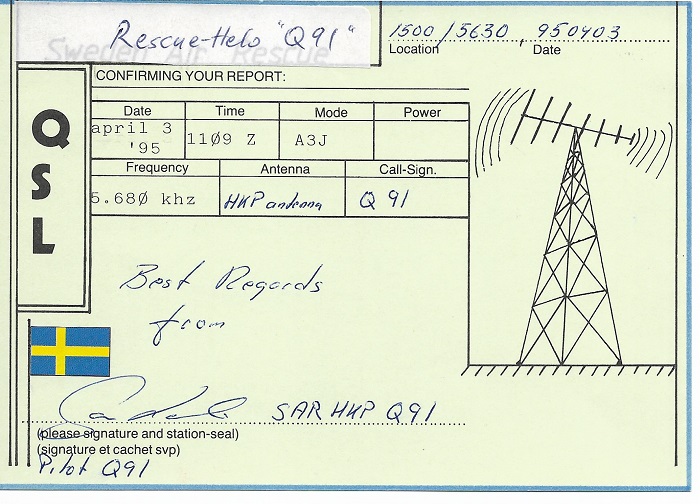 Rescue-Helo "Q91"
Sweden Air Rescue
1500/5630, 950403
Location Date
CONFIRMING YOUR REPORT:
QSL
Date Time Mode Power
april 3 '95 11Ø9 Z A3J
Frequency Antenna Call-Sign.
5.68Ø khz HKP antenna Q 91
Best Regards
from
SAR HKP Q91
(please signature and station-seal)
(signature et cachet svp)
Pilot Q91